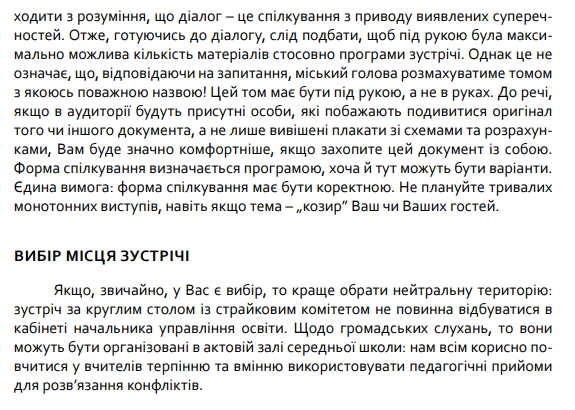 ходити з розуміння, що діалог – це спілкування з приводу виявлених супереч-
ностей. Отже, готуючись до діалогу, слід подбати, щоб під рукою була макси-
мально можлива кількість матеріалів стосовно програми зустрічі. Однак це не
означає, що, відповідаючи на запитання, міський голова розмахуватиме томом
з якоюсь поважною назвою! Цей том має бути під рукою, а не в руках. До речі,
якщо в аудиторії будуть присутні особи, які побажають подивитися оригінал
того чи іншого документа, а не лише вивішені плакати зі схемами та розрахун-
ками, Вам буде значно комфортніше, якщо захопите цей документ із собою.
Форма спілкування визначається програмою, хоча й тут можуть бути варіанти.
Єдина вимога: форма спілкування має бути коректною. Не плануйте тривалих
монотонних виступів, навіть якщо тема – „козир” Ваш чи Ваших гостей.
ВИБІР МІСЦЯ ЗУСТРІЧІ
Якщо, звичайно, у Вас є вибір, то краще обрати нейтральну територію:
зустріч за круглим столом із страйковим комітетом не повинна відбуватися в
кабінеті начальника управління освіти. Щодо громадських слухань, то вони
можуть бути організовані в актовій залі середньої школи: нам всім корисно по-
вчитися у вчителів терпінню та вмінню використовувати педагогічні прийоми
для розв’язання конфліктів.